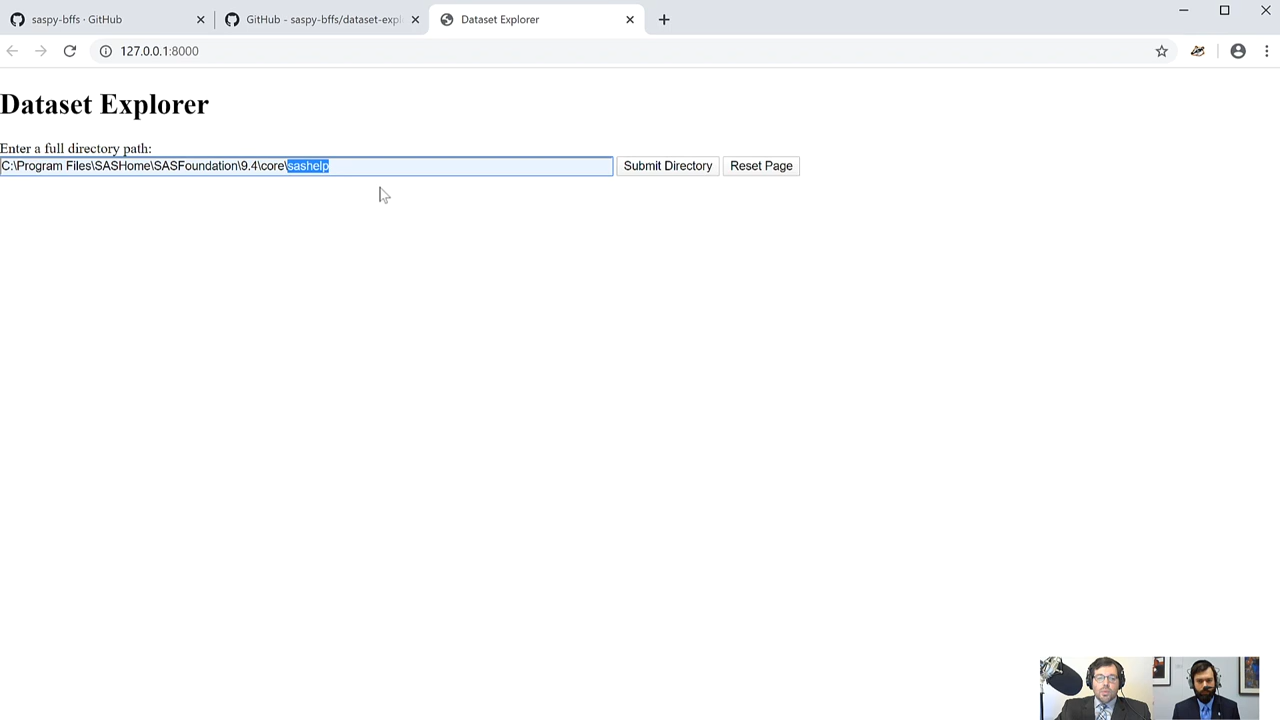 saspy-bffs · GitHub
GitHub - saspy-bffs/dataset-expl
Dataset Explorer
127.0.0.1:8000
Dataset Explorer
Enter a full directory path:
C:\Program Files\SASHome\SASFoundation\9.4\core\sashelp
Submit Directory
Reset Page